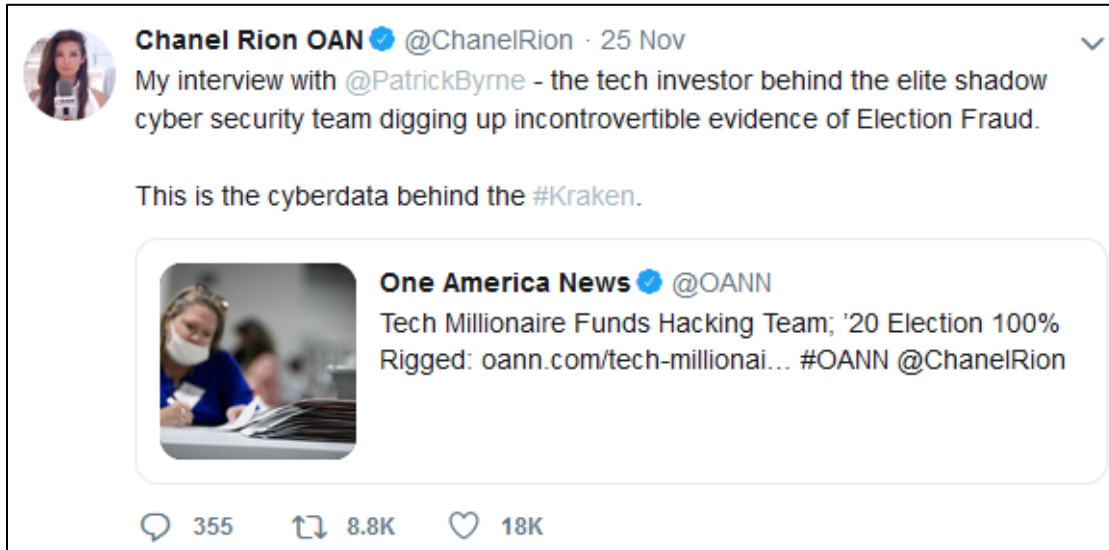 Chanel Rion OAN @ChanelRion · 25 Nov
My interview with @PatrickByrne - the tech investor behind the elite shadow
cyber security team digging up incontrovertible evidence of Election Fraud.
This is the cyberdata behind the #Kraken.
One America News @OANN
Tech Millionaire Funds Hacking Team; '20 Election 100%
Rigged: oann.com/tech-millionai... #OANN @ChanelRion
355 8.8K 18K